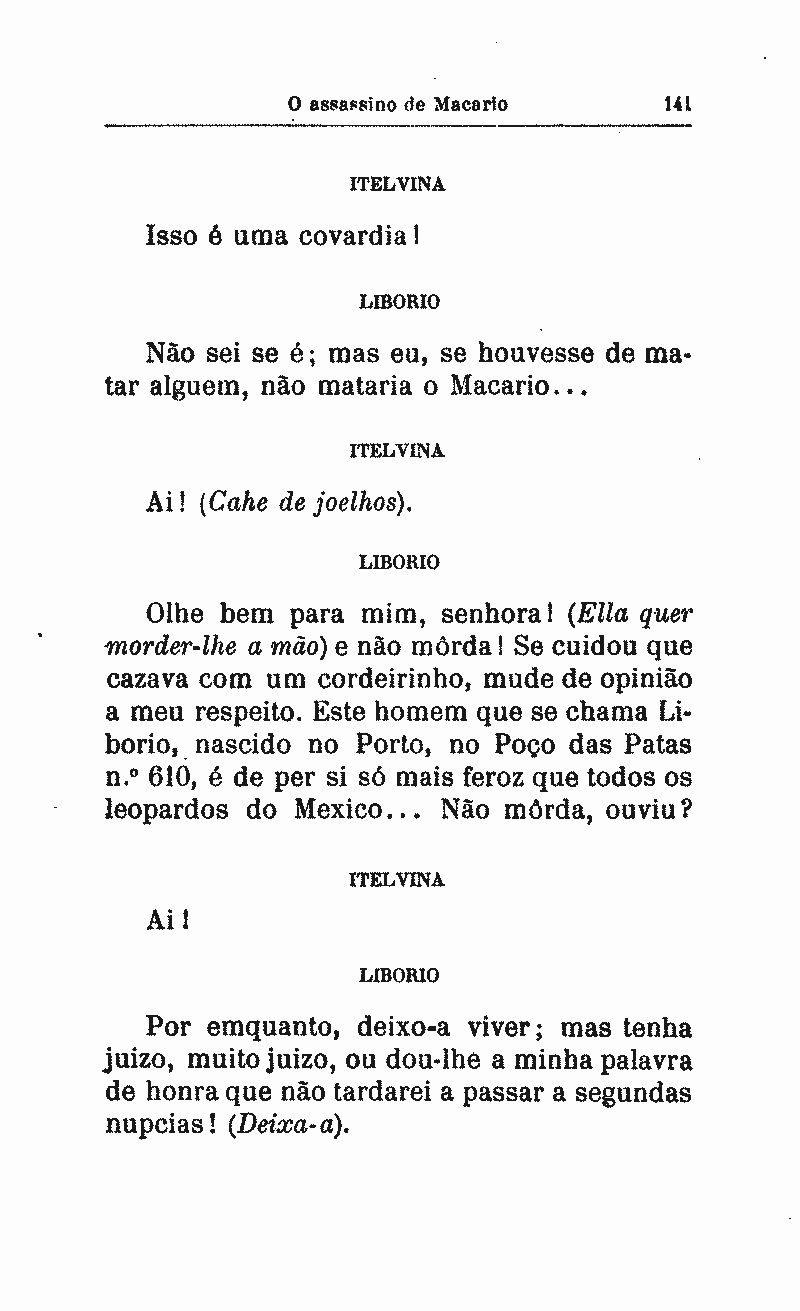 O assassino de Macario 141
ITELVINA
Isso é uma covardia!
LIBORIO
Não sei se é; mas eu, se houvesse de ma-
tar alguem, não mataria o Macario...
ITELVINA
Ai! (Cahe de joelhos).
LIBORIO
Olhe bem para mim, senhora! (Ella quer
morder-lhe a mão) e não môrda! Se cuidou que
cazava com um cordeirinho, mude de opinião
a meu respeito. Este homem que se chama Li-
borio, nascido no Porto, no Poço das Patas
n.º 610, é de per si só mais feroz que todos os
leopardos do Mexico... Não môrda, ouviu?
ITELVINA
Ai!
LIBORIO
Por emquanto, deixo-a viver; mas tenha
juizo, muito juizo, ou dou-lhe a minha palavra
de honra que não tardarei a passar a segundas
nupcias! (Deixa-a).